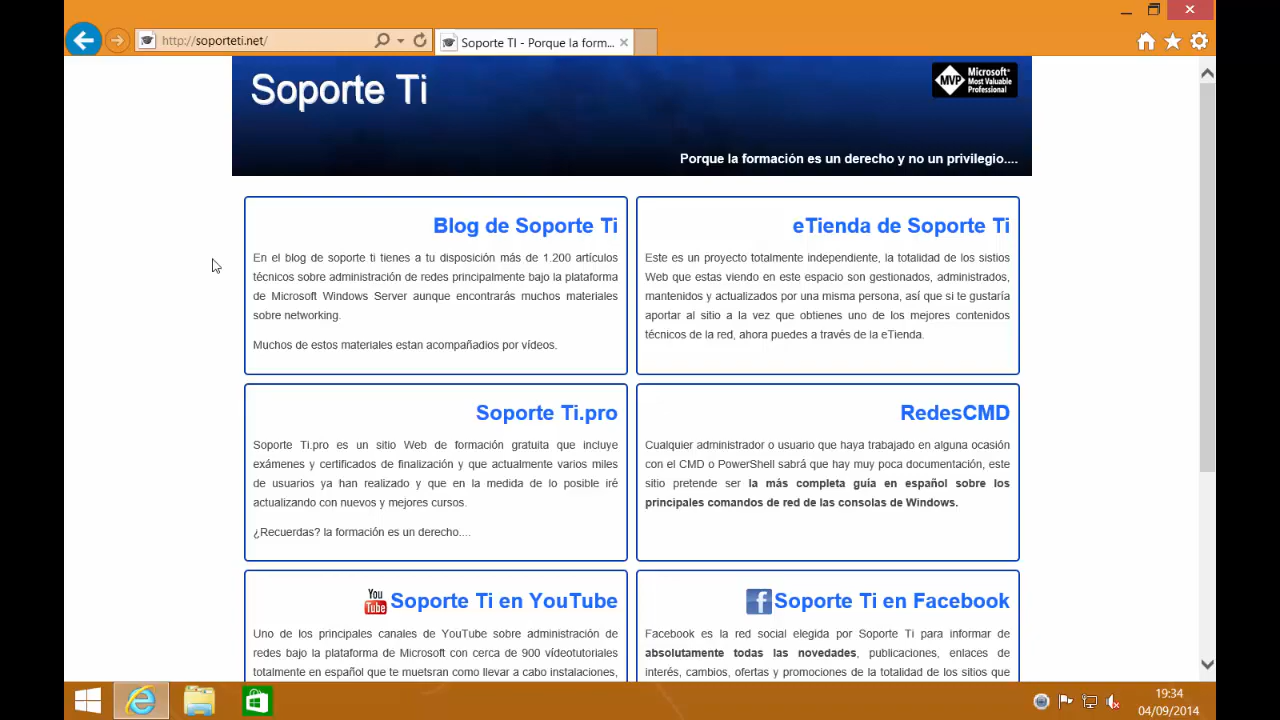 http://soporteti.net/
Soporte TI - Porque la form...
Soporte Ti
MVP
Microsoft®
Most Valuable
Professional
Porque la formación es un derecho y no un privilegio....
Blog de Soporte Ti
En el blog de soporte ti tienes a tu disposición más de 1.200 artículos
técnicos sobre administración de redes principalmente bajo la plataforma
de Microsoft Windows Server aunque encontrarás muchos materiales
sobre networking.
Muchos de estos materiales estan acompañadios por vídeos.
eTienda de Soporte Ti
Este es un proyecto totalmente independiente, la totalidad de los sistios
Web que estas viendo en este espacio son gestionados, administrados,
mantenidos y actualizados por una misma persona, así que si te gustaría
aportar al sitio a la vez que obtienes uno de los mejores contenidos
técnicos de la red, ahora puedes a través de la eTienda.
Soporte Ti.pro
Soporte Ti.pro es un sitio Web de formación gratuita que incluye
exámenes y certificados de finalización y que actualmente varios miles
de usuarios ya han realizado y que en la medida de lo posible iré
actualizando con nuevos y mejores cursos.
¿Recuerdas? la formación es un derecho....
RedesCMD
Cualquier administrador o usuario que haya trabajado en alguna ocasión
con el CMD o PowerShell sabrá que hay muy poca documentación, este
sitio pretende ser la más completa guía en español sobre los
principales comandos de red de las consolas de Windows.
You
Tube
Soporte Ti en YouTube
Uno de los principales canales de YouTube sobre administración de
redes bajo la plataforma de Microsoft con cerca de 900 vídeotutoriales
totalmente en español que te muetsran como llevar a cabo instalaciones,
f
Soporte Ti en Facebook
Facebook es la red social elegida por Soporte Ti para informar de
absolutamente todas las novedades, publicaciones, enlaces de
interés, cambios, ofertas y promociones de la totalidad de los sitios que
19:34
04/09/2014